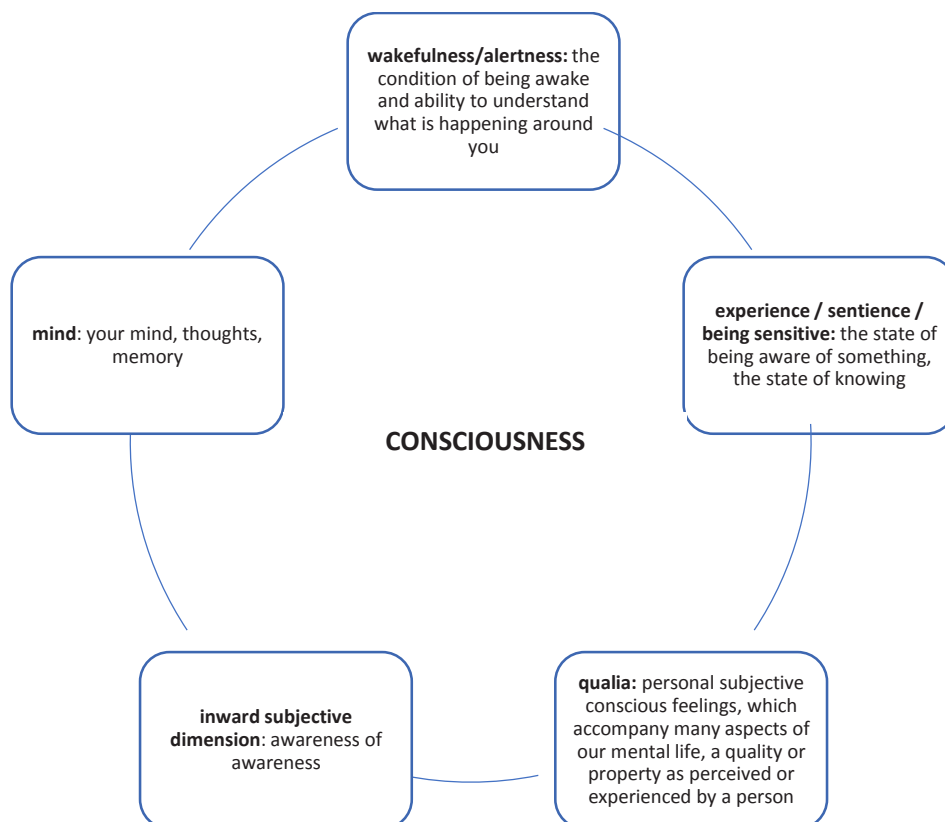 wakefulness/alertness: the
condition of being awake
and ability to understand
what is happening around
you
experience / sentience /
being sensitive: the state of
being aware of something,
the state of knowing
mind: your mind, thoughts,
memory
CONSCIOUSNESS
qualia: personal subjective
conscious feelings, which
accompany many aspects of
our mental life, a quality or
property as perceived or
experienced by a person
inward subjective
dimension: awareness of
awareness